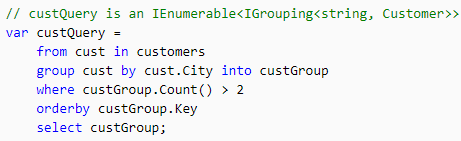 // custQuery is an IEnumerable<IGrouping<string, Customer>>
var custQuery =
    from cust in customers
    group cust by cust.City into custGroup
    where custGroup.Count() > 2
    orderby custGroup.Key
    select custGroup;